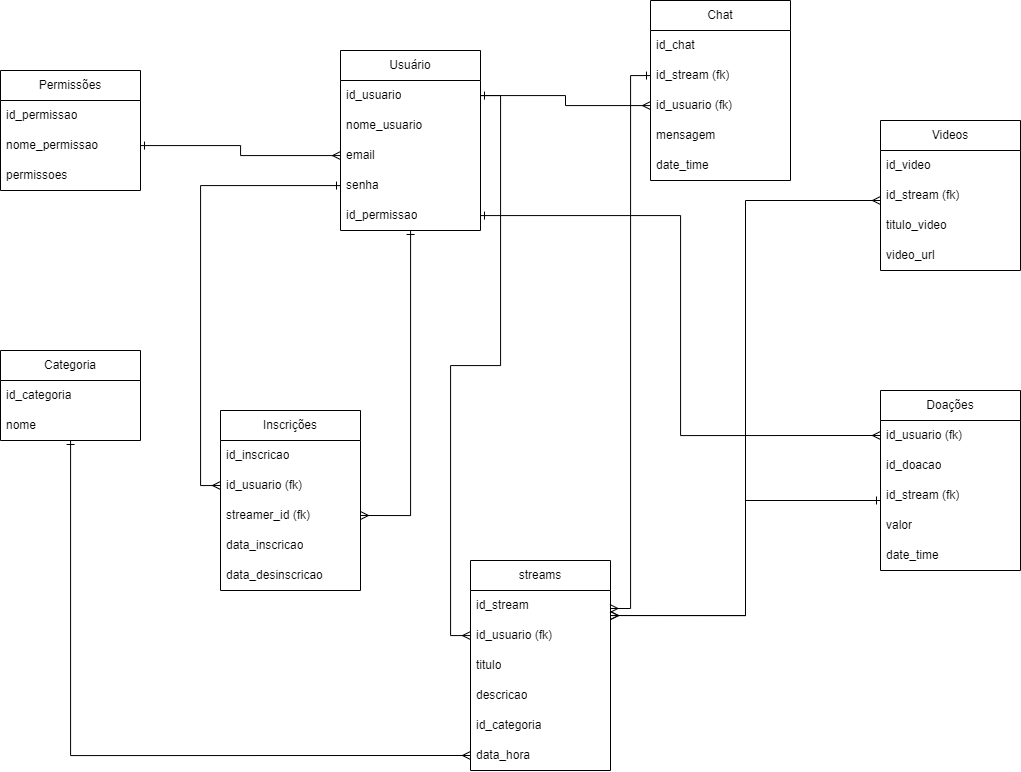 Chat
id_chat
id_stream (fk)
id_usuario (fk)
mensagem
date_time
Usuário
id_usuario
nome_usuario
email
senha
id_permissao
Permissões
id_permissao
nome_permissao
permissoes
Videos
id_video
id_stream (fk)
titulo_video
video_url
Categoria
id_categoria
nome
Inscrições
id_inscricao
id_usuario (fk)
streamer_id (fk)
data_inscricao
data_desinscricao
Doações
id_usuario (fk)
id_doacao
id_stream (fk)
valor
date_time
streams
id_stream
id_usuario (fk)
titulo
descricao
id_categoria
data_hora